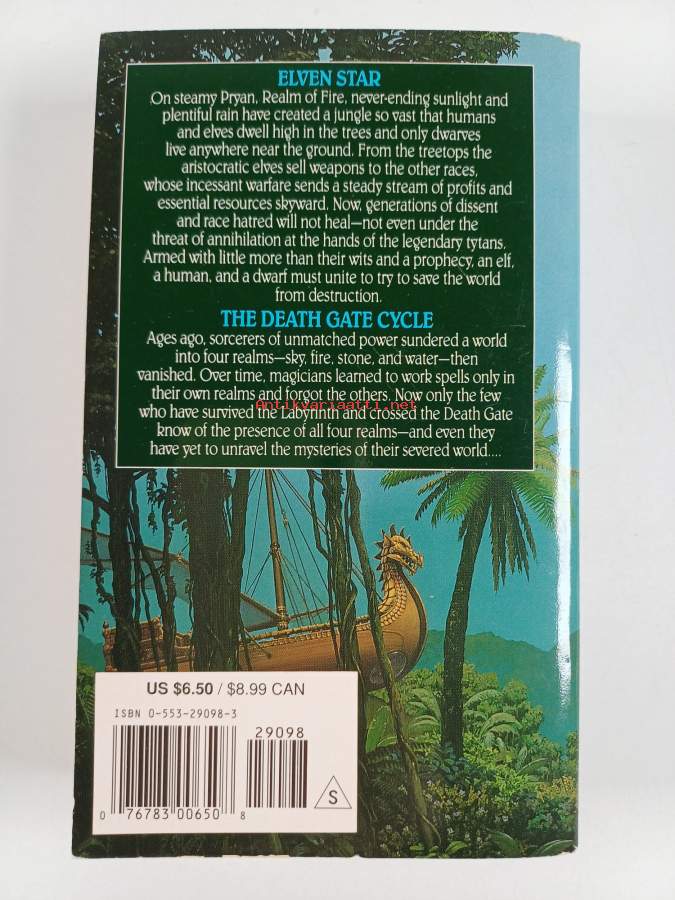 ELVEN STAR
On steamy Pryan, Realm of Fire, never-ending sunlight and
plentiful rain have created a jungle so vast that humans
and elves dwell high in the trees and only dwarves
live anywhere near the ground. From the treetops the
aristocratic elves sell weapons to the other races,
whose incessant warfare sends a steady stream of profits and
essential resources skyward. Now, generations of dissent
and race hatred will not heal—not even under the
threat of annihilation at the hands of the legendary tytans.
Armed with little more than their wits and a prophecy, an elf,
a human, and a dwarf must unite to try to save the world
from destruction.
THE DEATH GATE CYCLE
Ages ago, sorcerers of unmatched power sundered a world
into four realms—sky, fire, stone, and water—then
vanished. Over time, magicians learned to work spells only in
their own realms and forgot the others. Now only the few
who have survived the Labyrinth and crossed the Death Gate
know of the presence of all four realms—and even they
have yet to unravel the mysteries of their severed world....
Antikvariaatti.net
US $6.50 / $8.99 CAN
ISBN 0-553-29098-3
29098
S
0 76783 00650 8